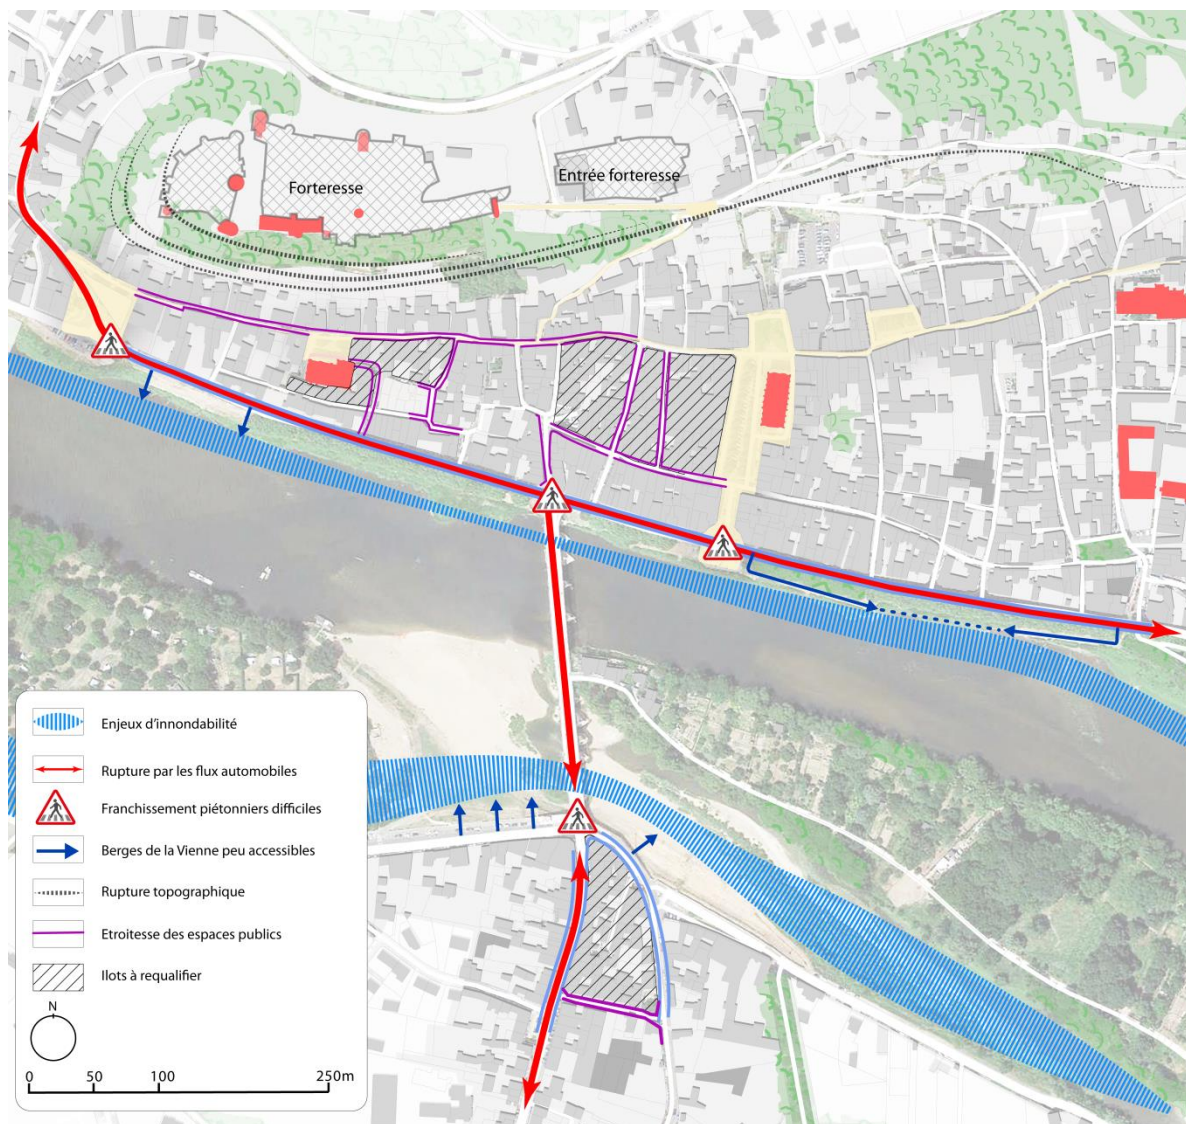 Forteresse
Entrée forteresse
Enjeux d'innondabilité
Rupture par les flux automobiles
Franchissement piétonniers difficiles
Berges de la Vienne peu accessibles
Rupture topographique
Etroitesse des espaces publics
Ilots à requalifier
N
0 50 100 250m